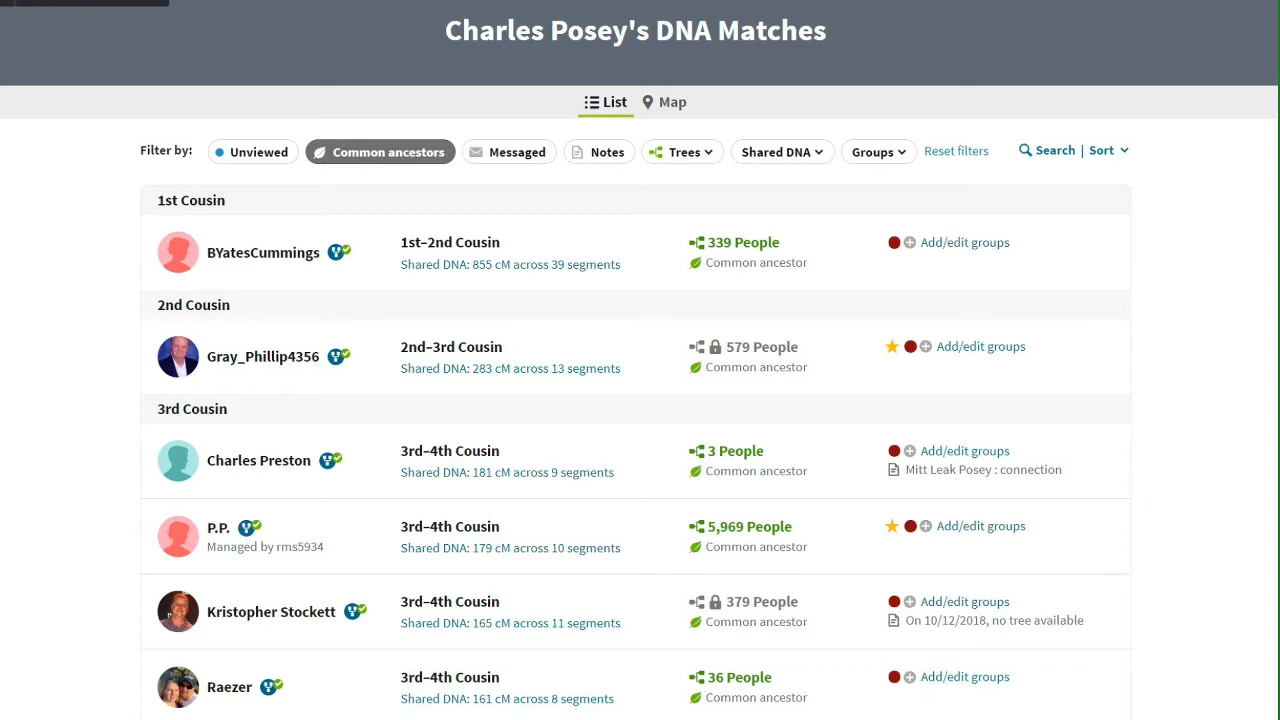 Charles Posey's DNA Matches
List Map
Filter by: Unviewed Common ancestors Messaged Notes Trees Shared DNA Groups Reset filters Search | Sort
1st Cousin
BYatesCummings 1st–2nd Cousin 339 People Add/edit groups
Shared DNA: 855 cM across 39 segments Common ancestor
2nd Cousin
Gray_Phillip4356 2nd–3rd Cousin 579 People Add/edit groups
Shared DNA: 283 cM across 13 segments Common ancestor
3rd Cousin
Charles Preston 3rd–4th Cousin 3 People Add/edit groups
Shared DNA: 181 cM across 9 segments Common ancestor Mitt Leak Posey : connection
P.P. 3rd–4th Cousin 5,969 People Add/edit groups
Managed by rms5934 Shared DNA: 179 cM across 10 segments Common ancestor
Kristopher Stockett 3rd–4th Cousin 379 People Add/edit groups
Shared DNA: 165 cM across 11 segments Common ancestor On 10/12/2018, no tree available
Raezer 3rd–4th Cousin 36 People Add/edit groups
Shared DNA: 161 cM across 8 segments Common ancestor